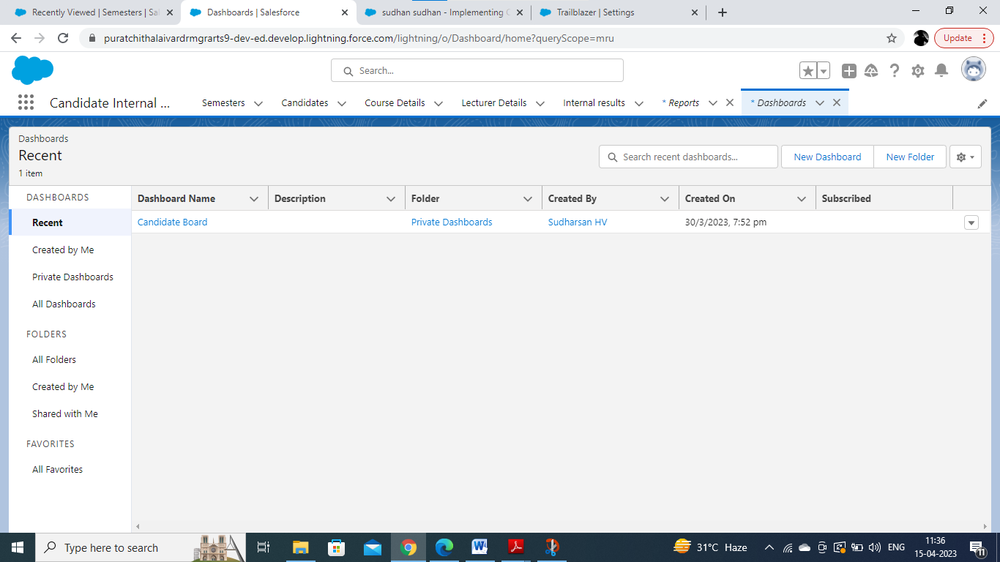 Recently Viewed | Semesters | Sal
Dashboards | Salesforce
sudhan sudhan - Implementing C
Trailblazer | Settings
puratchithalaivardrmgrarts9-dev-ed.develop.lightning.force.com/lightning/o/Dashboard/home?queryScope=mru
Update
Search...
Candidate Internal ...
Semesters
Candidates
Course Details
Lecturer Details
Internal results
* Reports
* Dashboards
Dashboards
Recent
1 item
Search recent dashboards...
New Dashboard
New Folder
DASHBOARDS
Recent
Created by Me
Private Dashboards
All Dashboards
FOLDERS
All Folders
Created by Me
Shared with Me
FAVORITES
All Favorites
Dashboard Name Description Folder Created By Created On Subscribed
Candidate Board Private Dashboards Sudharsan HV 30/3/2023, 7:52 pm
Type here to search
31°C Haze
ENG
11:36
15-04-2023
11